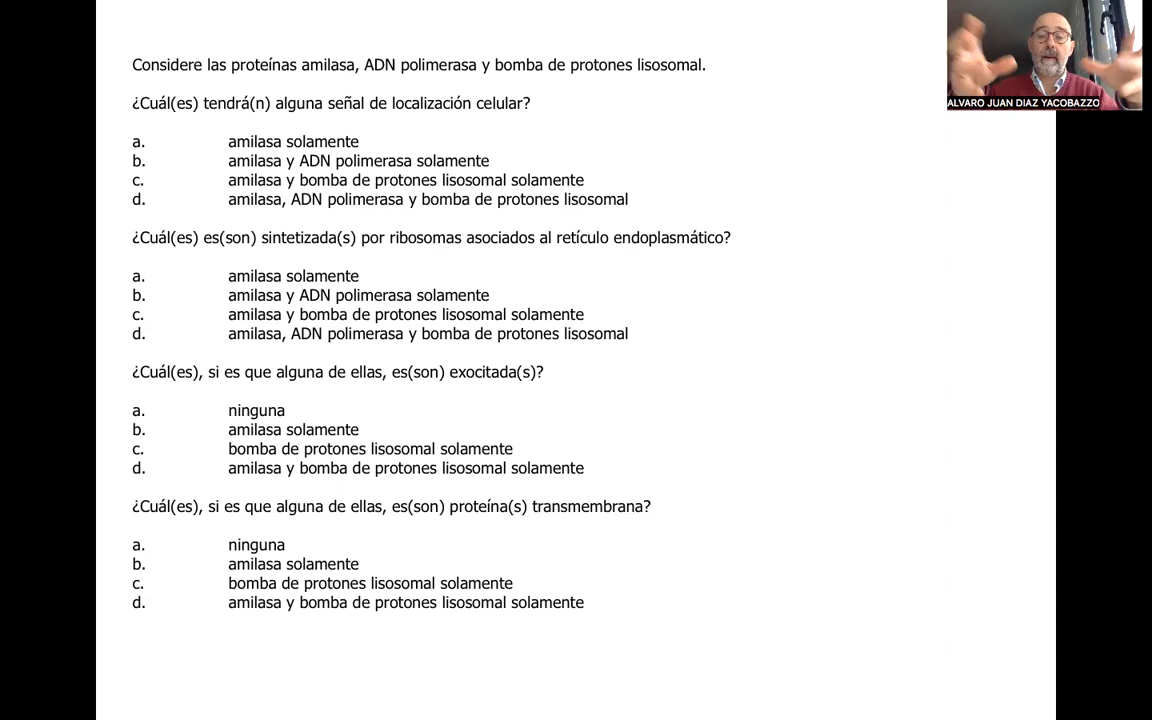 Considere las proteínas amilasa, ADN polimerasa y bomba de protones lisosomal.
¿Cuál(es) tendrá(n) alguna señal de localización celular?
a. amilasa solamente
b. amilasa y ADN polimerasa solamente
c. amilasa y bomba de protones lisosomal solamente
d. amilasa, ADN polimerasa y bomba de protones lisosomal
¿Cuál(es) es(son) sintetizada(s) por ribosomas asociados al retículo endoplasmático?
a. amilasa solamente
b. amilasa y ADN polimerasa solamente
c. amilasa y bomba de protones lisosomal solamente
d. amilasa, ADN polimerasa y bomba de protones lisosomal
¿Cuál(es), si es que alguna de ellas, es(son) exocitada(s)?
a. ninguna
b. amilasa solamente
c. bomba de protones lisosomal solamente
d. amilasa y bomba de protones lisosomal solamente
¿Cuál(es), si es que alguna de ellas, es(son) proteína(s) transmembrana?
a. ninguna
b. amilasa solamente
c. bomba de protones lisosomal solamente
d. amilasa y bomba de protones lisosomal solamente
ALVARO JUAN DIAZ YACOBAZZO